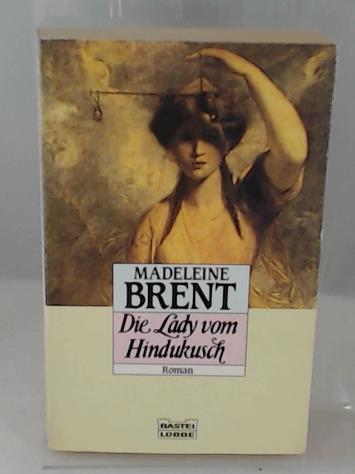 MADELEINE
BRENT
Die Lady vom
Hindukusch
Roman
BASTEI
LÜBBE